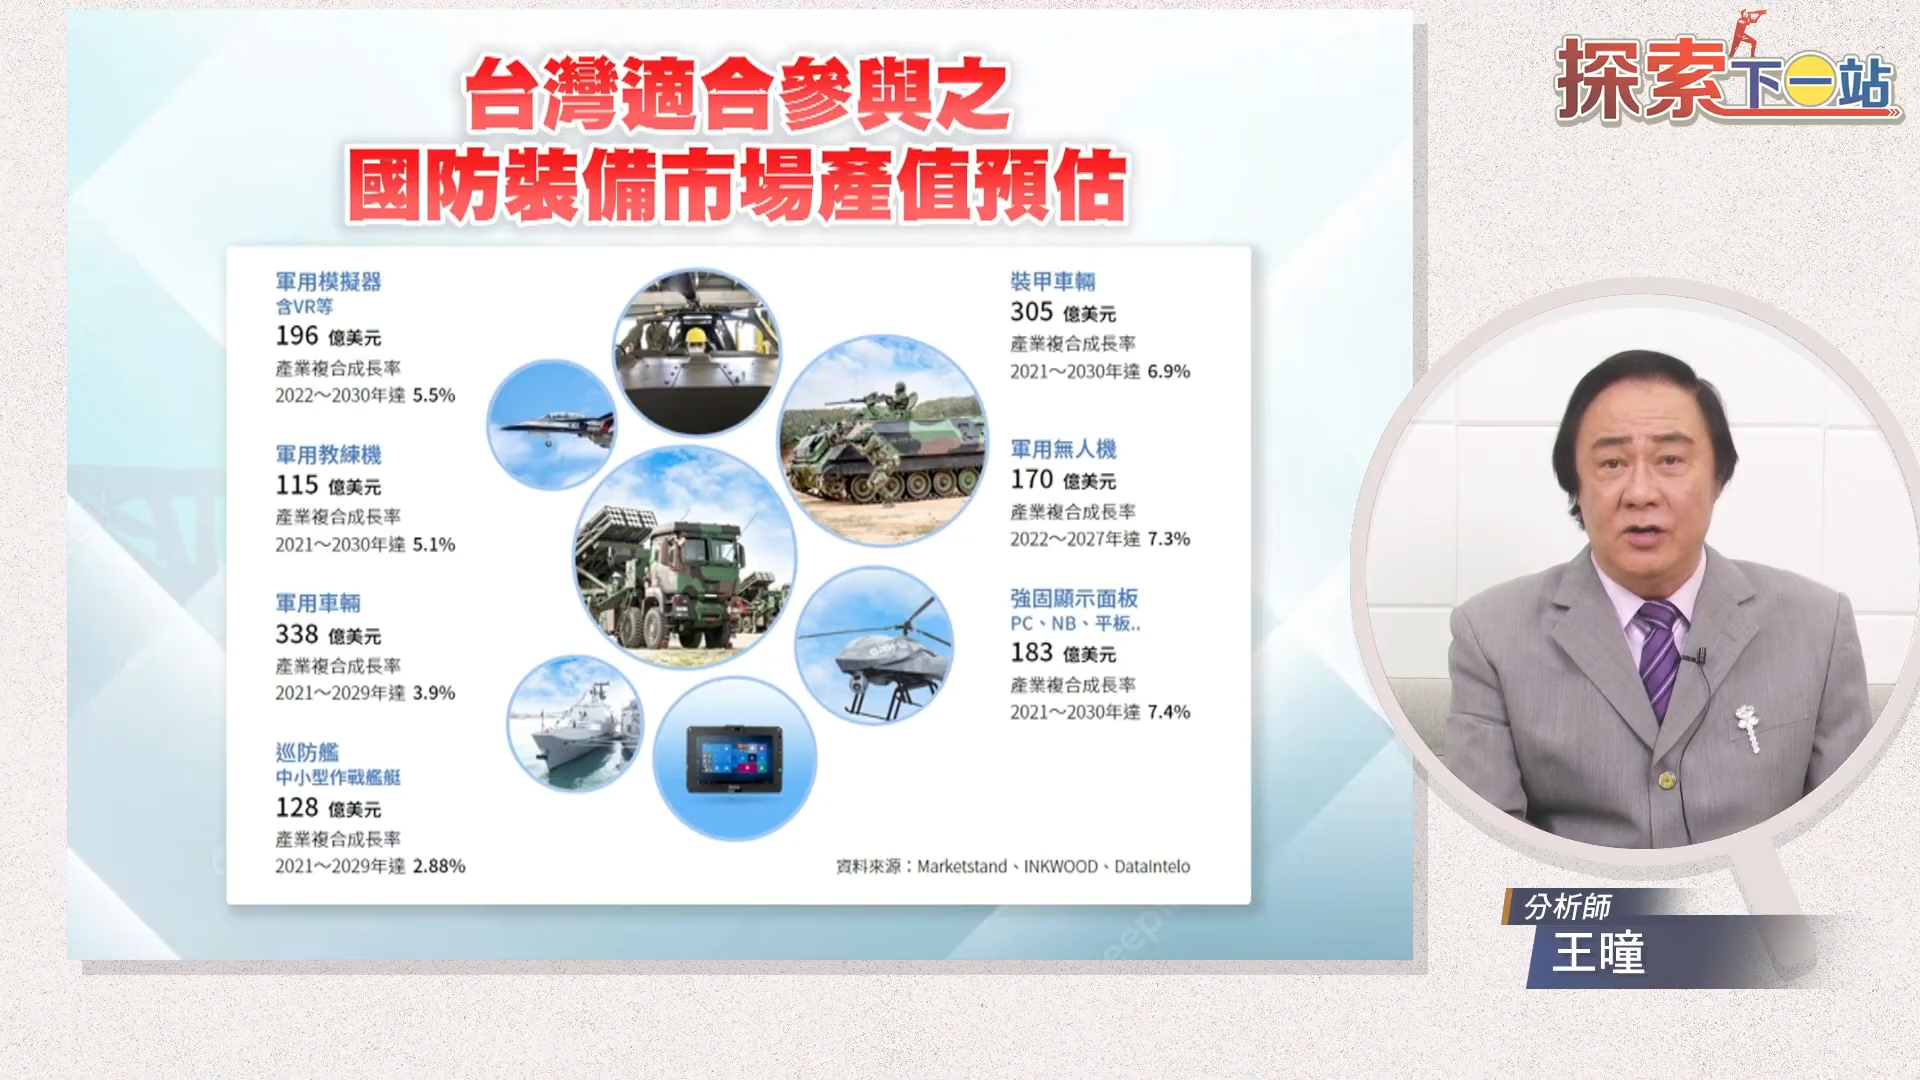 台灣適合參與之
國防裝備市場產值預估
軍用模擬器
含VR等
196 億美元
產業複合成長率
2022～2030年達 5.5%
軍用教練機
115 億美元
產業複合成長率
2021～2030年達 5.1%
軍用車輛
338 億美元
產業複合成長率
2021～2029年達 3.9%
巡防艦
中小型作戰艦艇
128 億美元
產業複合成長率
2021～2029年達 2.88%
裝甲車輛
305 億美元
產業複合成長率
2021～2030年達 6.9%
軍用無人機
170 億美元
產業複合成長率
2022～2027年達 7.3%
強固顯示面板
PC、NB、平板..
183 億美元
產業複合成長率
2021～2030年達 7.4%
資料來源：Marketstand、INKWOOD、DataIntelo
探索下一站
分析師
王曈